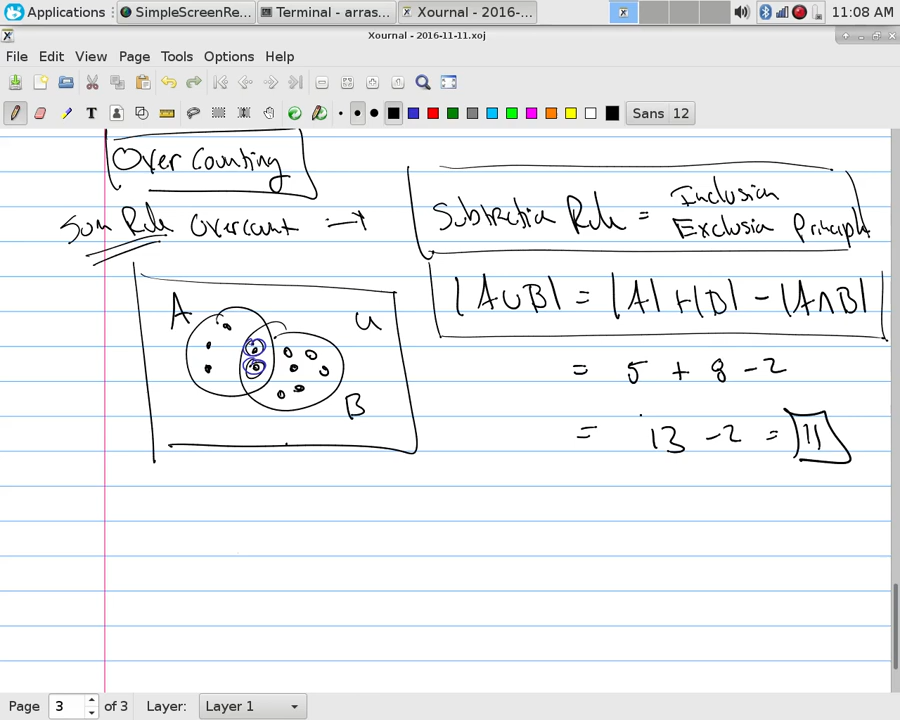 Applications SimpleScreenRe... Terminal - arras... Xournal - 2016-... 11:08 AM
Xournal - 2016-11-11.xoj
File Edit View Page Tools Options Help
Sans 12
Over Counting
Sum Rule Overcount →
Subtraction Rule = Inclusion
Exclusion Principle
|A∪B| = |A|+|B| - |A∩B|
A
U
B
= 5 + 8 - 2
= 13 - 2 = 11
Page 3 of 3 Layer: Layer 1